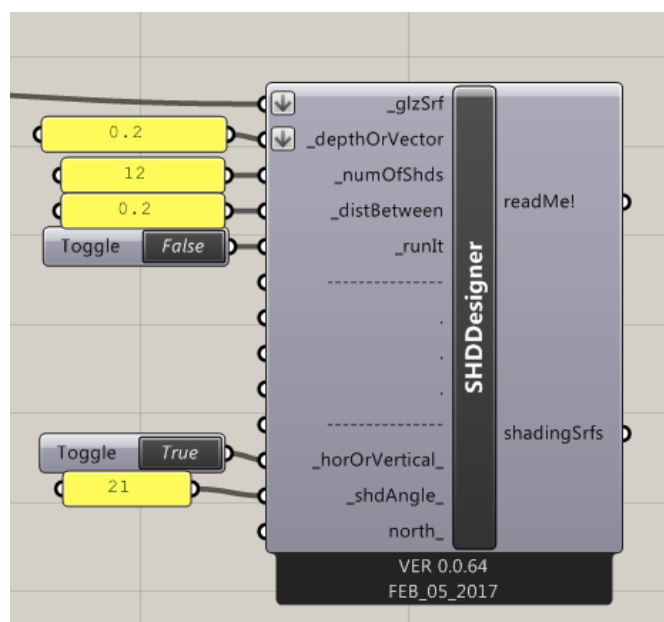 _glzSrf
0.2 _depthOrVector
12 _numOfShds
0.2 _distBetween
readMe!
Toggle False _runIt
--------------------
.
.
.
--------------------
SHDDesigner
shadingSrfs
Toggle True _horOrVertical_
21 _shdAngle_
north_
VER 0.0.64
FEB_05_2017